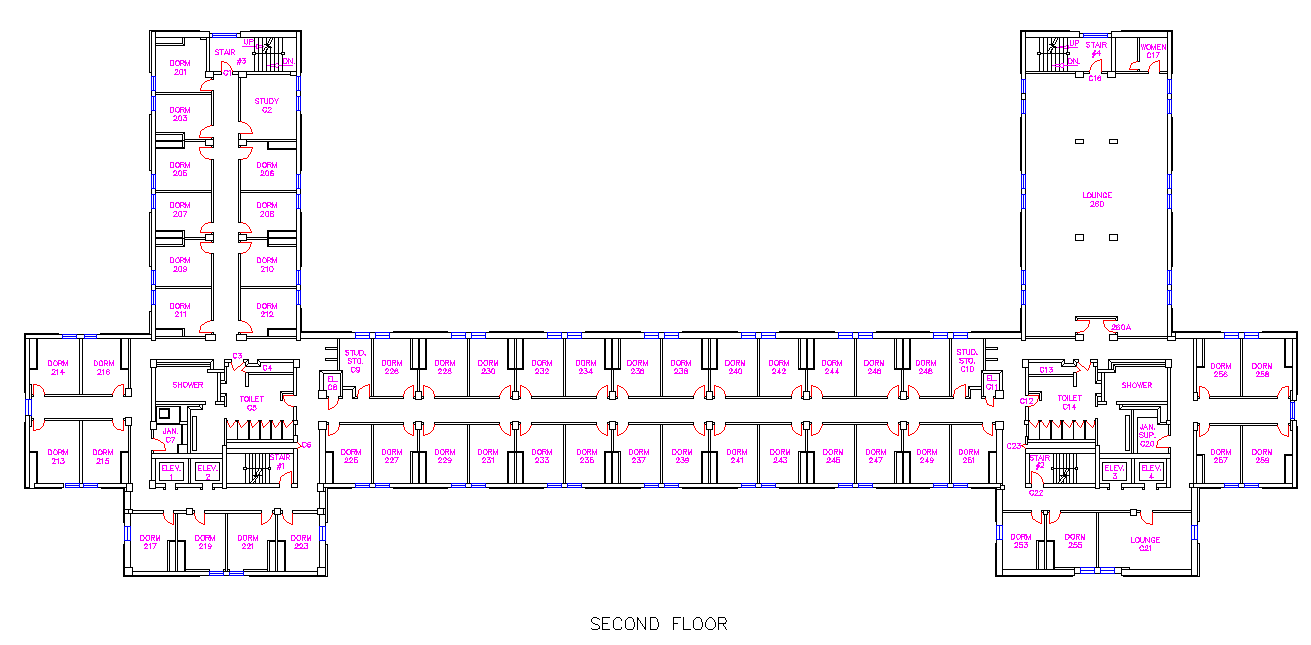 UP
STAIR
#3
DN.
C1
DORM
201
STUDY
C2
DORM
203
DORM
205
DORM
206
DORM
207
DORM
208
DORM
209
DORM
210
DORM
211
DORM
212
UP
STAIR
#4
DN.
WOMEN
C17
C16
LOUNGE
260
260A
DORM
214
DORM
216
C3
C4
SHOWER
TOILET
C5
JAN.
C7
C6
ELEV.
1
ELEV.
2
STAIR
#1
DORM
213
DORM
215
DORM
217
DORM
219
DORM
221
DORM
223
STUD.
STO.
C9
EL.
C8
DORM
226
DORM
228
DORM
230
DORM
232
DORM
234
DORM
236
DORM
238
DORM
240
DORM
242
DORM
244
DORM
246
DORM
248
STUD.
STO.
C10
EL.
C11
DORM
225
DORM
227
DORM
229
DORM
231
DORM
233
DORM
235
DORM
237
DORM
239
DORM
241
DORM
243
DORM
245
DORM
247
DORM
249
DORM
251
C13
C12
TOILET
C14
SHOWER
JAN.
SUP.
C20
C23
STAIR
#2
ELEV.
3
ELEV.
4
C22
DORM
256
DORM
258
DORM
257
DORM
259
DORM
253
DORM
255
LOUNGE
C21
SECOND FLOOR